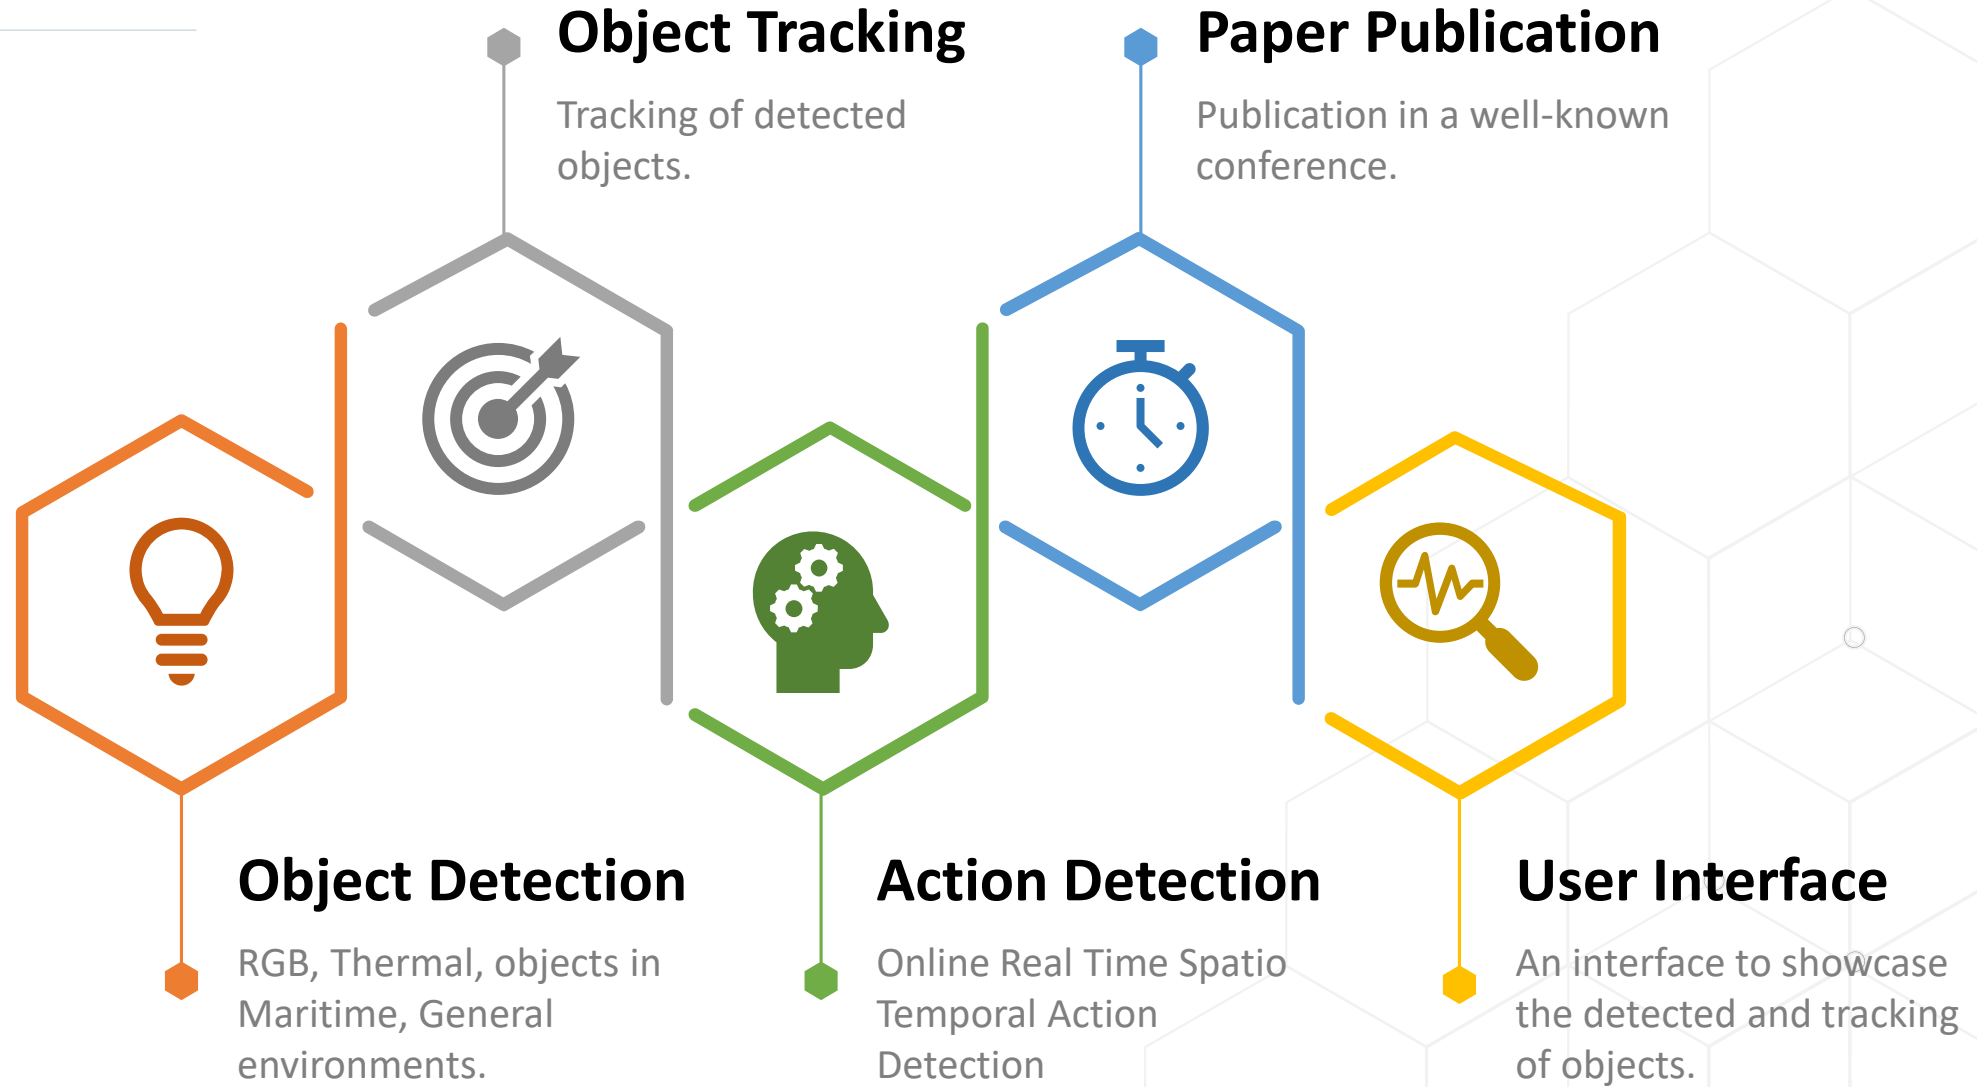 Object Tracking
Tracking of detected
objects.
Paper Publication
Publication in a well-known
conference.
Object Detection
RGB, Thermal, objects in
Maritime, General
environments.
Action Detection
Online Real Time Spatio
Temporal Action
Detection
User Interface
An interface to showcase
the detected and tracking
of objects.